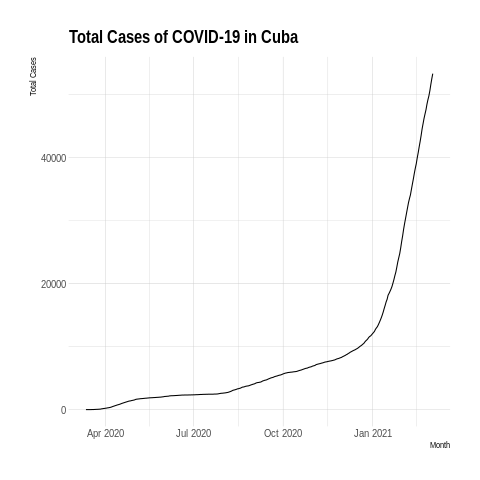 Total Cases of COVID-19 in Cuba
Total Cases
40000
20000
0
Apr 2020 Jul 2020 Oct 2020 Jan 2021
Month